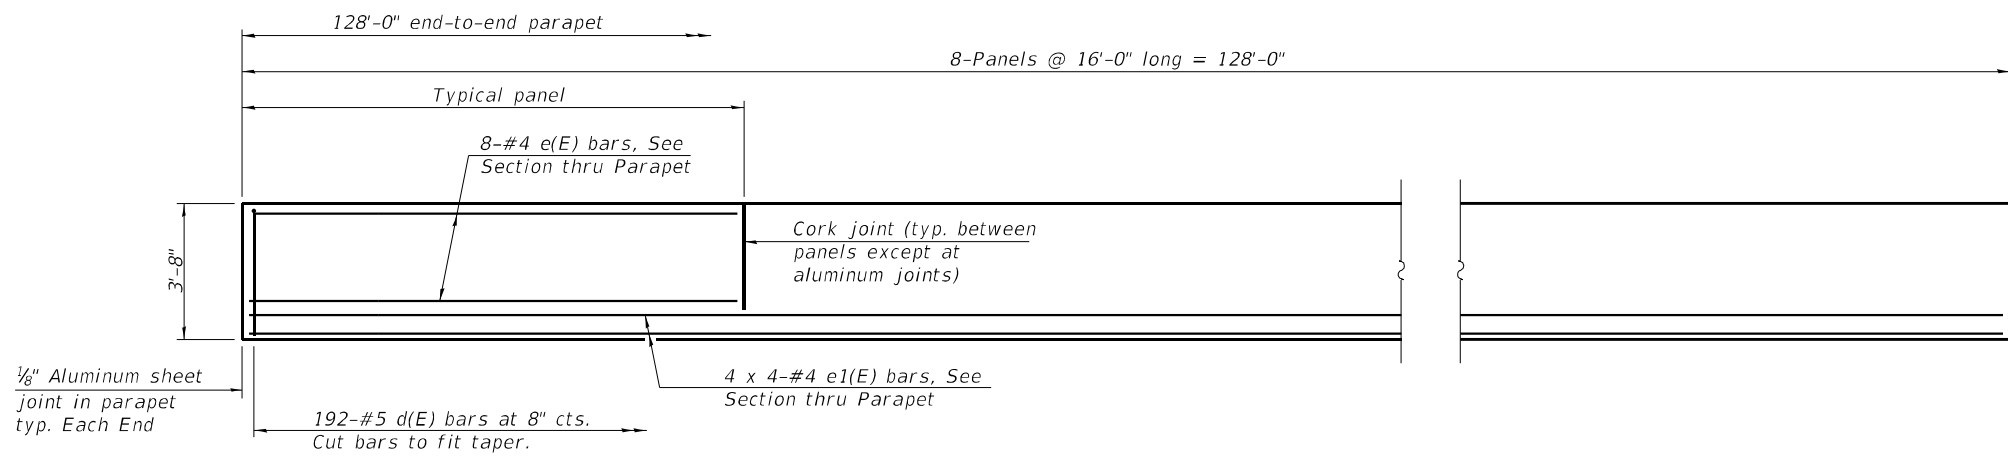 128'-0" end-to-end parapet
8-Panels @ 16'-0" long = 128'-0"
Typical panel
8-#4 e(E) bars, See
Section thru Parapet
Cork joint (typ. between
panels except at
aluminum joints)
3'-8"
⅛" Aluminum sheet
joint in parapet
typ. Each End
4 x 4-#4 e1(E) bars, See
Section thru Parapet
192-#5 d(E) bars at 8" cts.
Cut bars to fit taper.